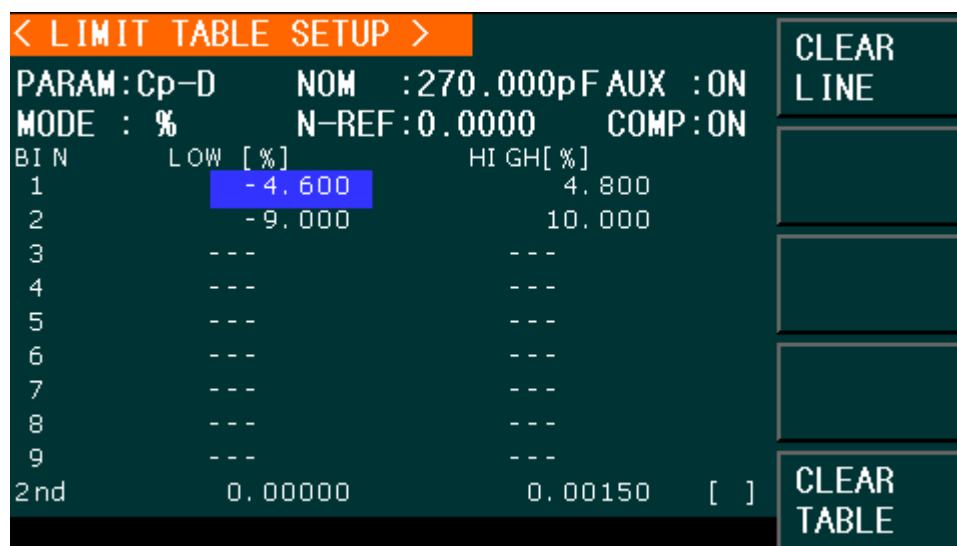 < LIMIT TABLE SETUP >
PARAM:Cp-D NOM :270.000pF AUX :ON
MODE : % N-REF:0.0000 COMP:ON
BIN LOW [%] HIGH[%]
1 -4.600 4.800
2 -9.000 10.000
3 --- ---
4 --- ---
5 --- ---
6 --- ---
7 --- ---
8 --- ---
9 --- ---
2nd 0.00000 0.00150 [ ]
CLEAR
LINE
CLEAR
TABLE